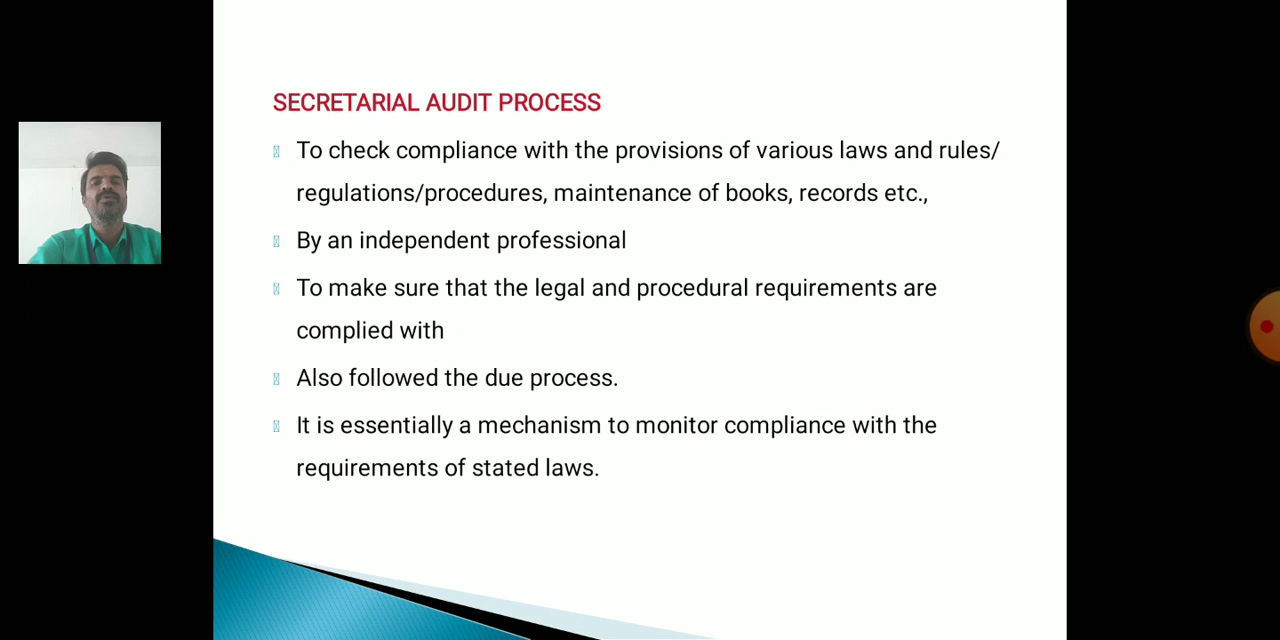 SECRETARIAL AUDIT PROCESS
To check compliance with the provisions of various laws and rules/
regulations/procedures, maintenance of books, records etc.,
By an independent professional
To make sure that the legal and procedural requirements are
complied with
Also followed the due process.
It is essentially a mechanism to monitor compliance with the
requirements of stated laws.